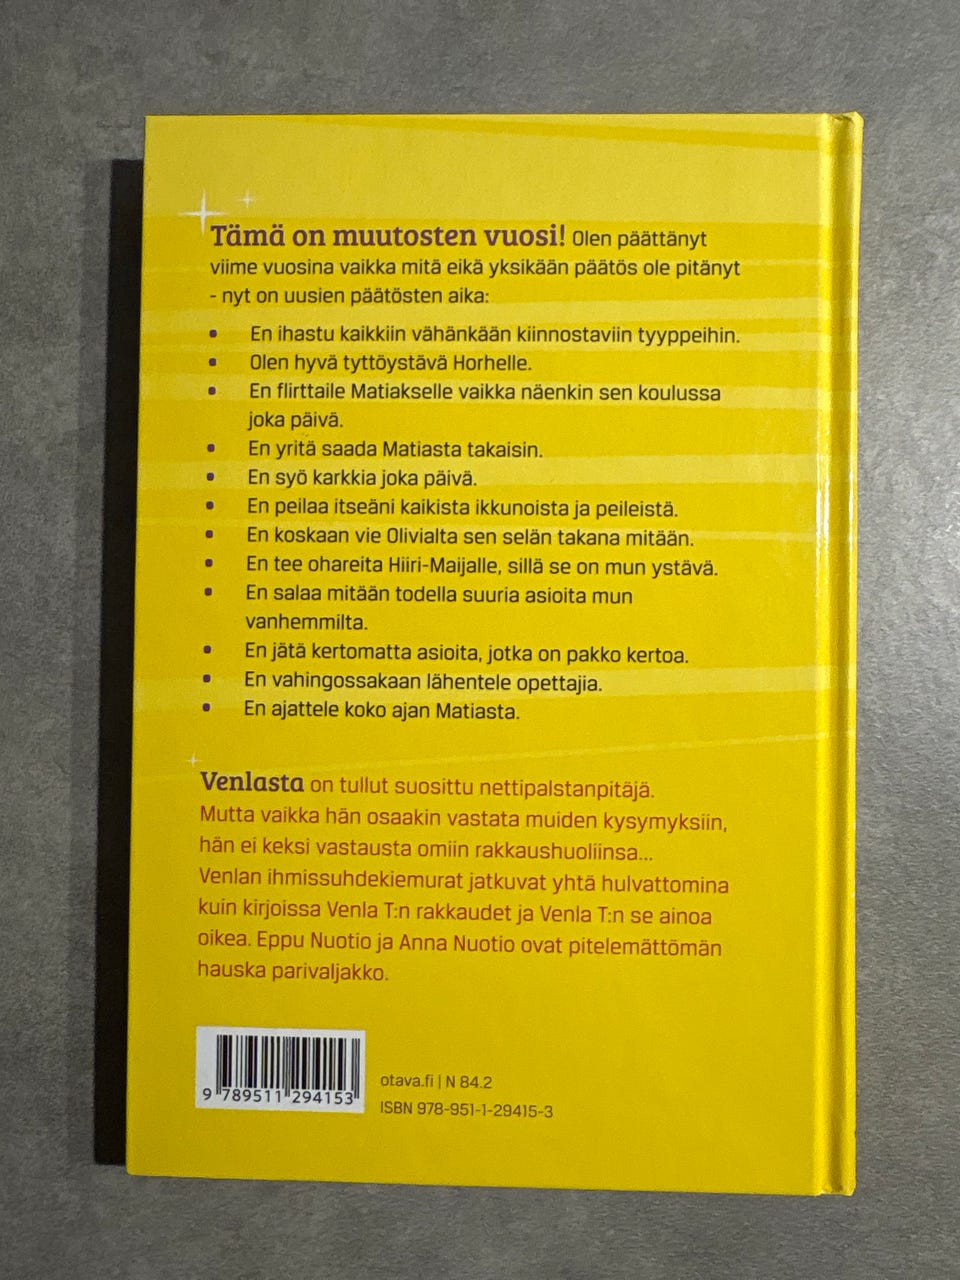 Tämä on muutosten vuosi! Olen päättänyt
viime vuosina vaikka mitä eikä yksikään päätös ole pitänyt
- nyt on uusien päätösten aika:
• En ihastu kaikkiin vähänkään kiinnostaviin tyyppeihin.
• Olen hyvä tyttöystävä Horhelle.
• En flirttaile Matiakselle vaikka näenkin sen koulussa
joka päivä.
• En yritä saada Matiasta takaisin.
• En syö karkkia joka päivä.
• En peilaa itseäni kaikista ikkunoista ja peileistä.
• En koskaan vie Olivialta sen selän takana mitään.
• En tee ohareita Hiiri-Maijalle, sillä se on mun ystävä.
• En salaa mitään todella suuria asioita mun
vanhemmilta.
• En jätä kertomatta asioita, jotka on pakko kertoa.
• En vahingossakaan lähentele opettajia.
• En ajattele koko ajan Matiasta.
Venlasta on tullut suosittu nettipalstanpitäjä.
Mutta vaikka hän osaakin vastata muiden kysymyksiin,
hän ei keksi vastausta omiin rakkaushuoliinsa...
Venlan ihmissuhdekiemurat jatkuvat yhtä hulvattomina
kuin kirjoissa Venla T:n rakkaudet ja Venla T:n se ainoa
oikea. Eppu Nuotio ja Anna Nuotio ovat pitelemättömän
hauska parivaljakko.
9 789511 294153
otava.fi | N 84.2
ISBN 978-951-1-29415-3